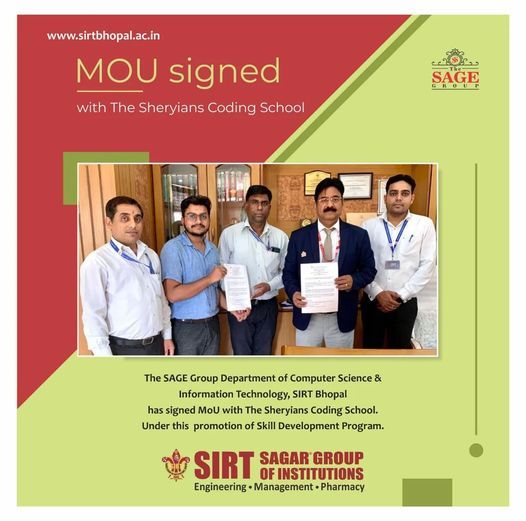 www.sirtbhopal.ac.in
MOU signed
with The Sheryians Coding School
The
SAGE
GROUP
The SAGE Group Department of Computer Science &
Information Technology, SIRT Bhopal
has signed MoU with The Sheryians Coding School.
Under this promotion of Skill Development Program.
SIRT SAGAR GROUP
OF INSTITUTIONS
Engineering • Management • Pharmacy